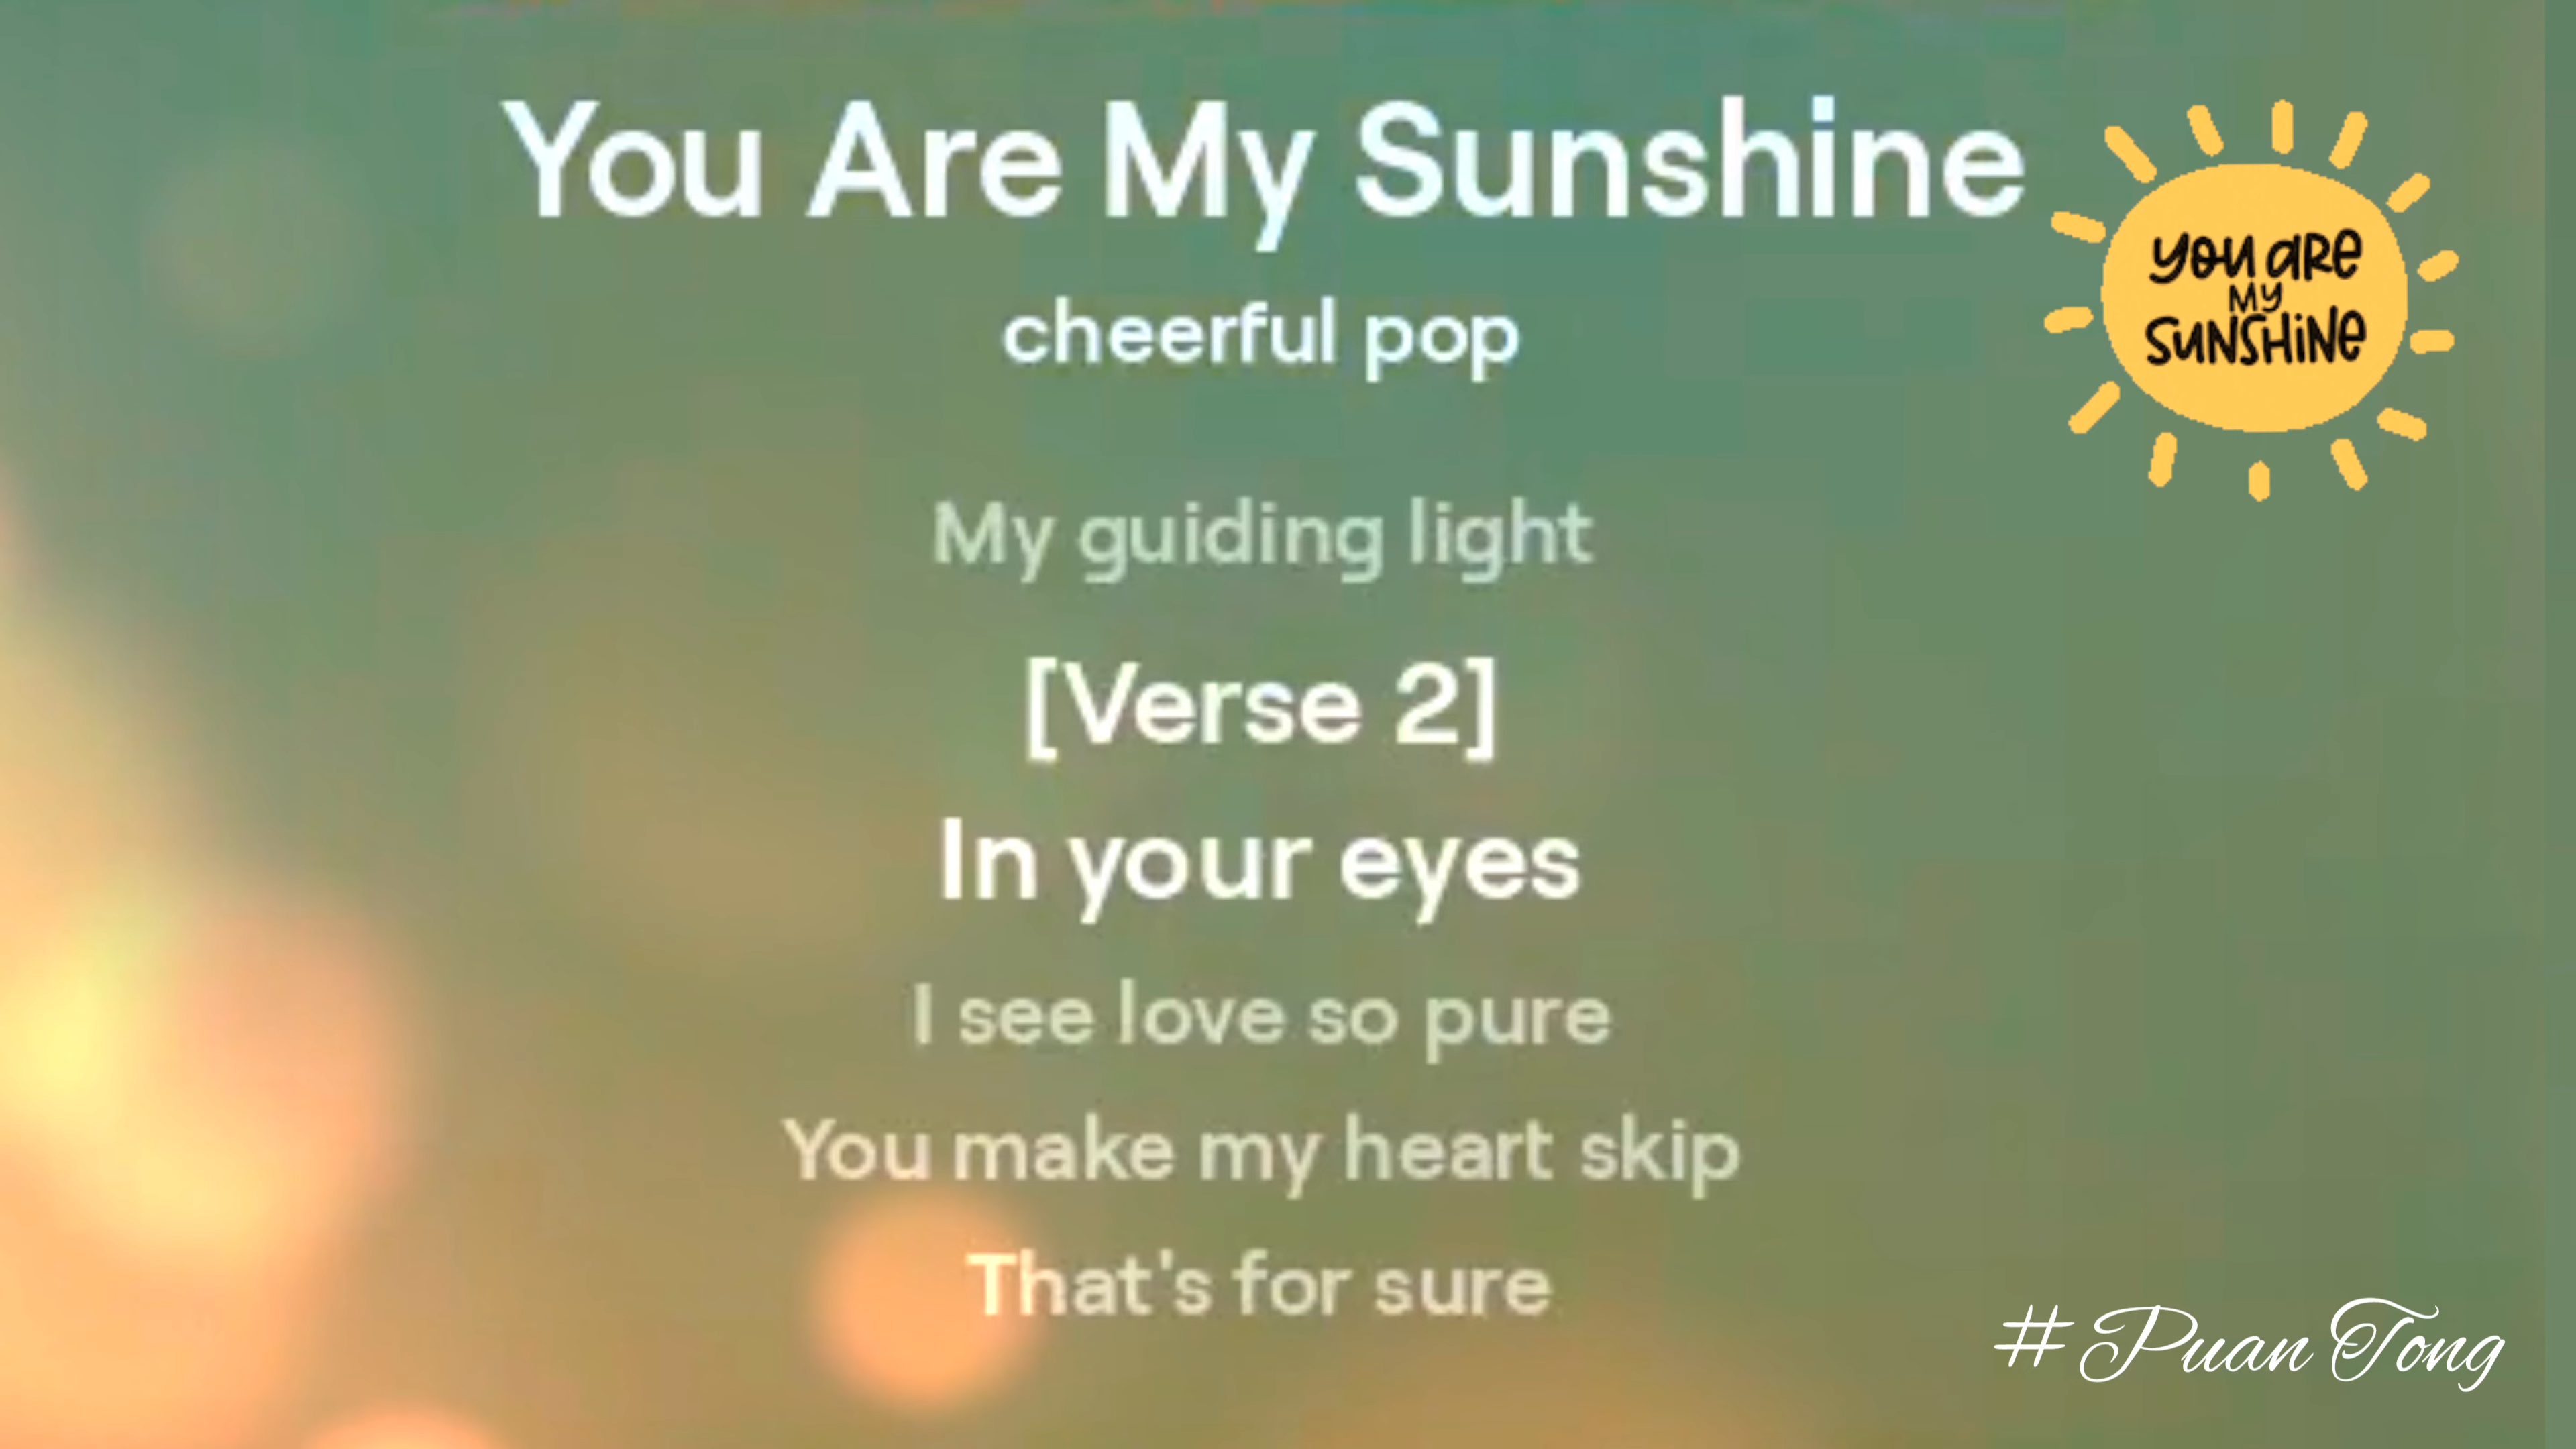 You Are My Sunshine
cheerful pop
you are
my
sunshine
My guiding light
[Verse 2]
In your eyes
I see love so pure
You make my heart skip
That's for sure
# Puan Tong